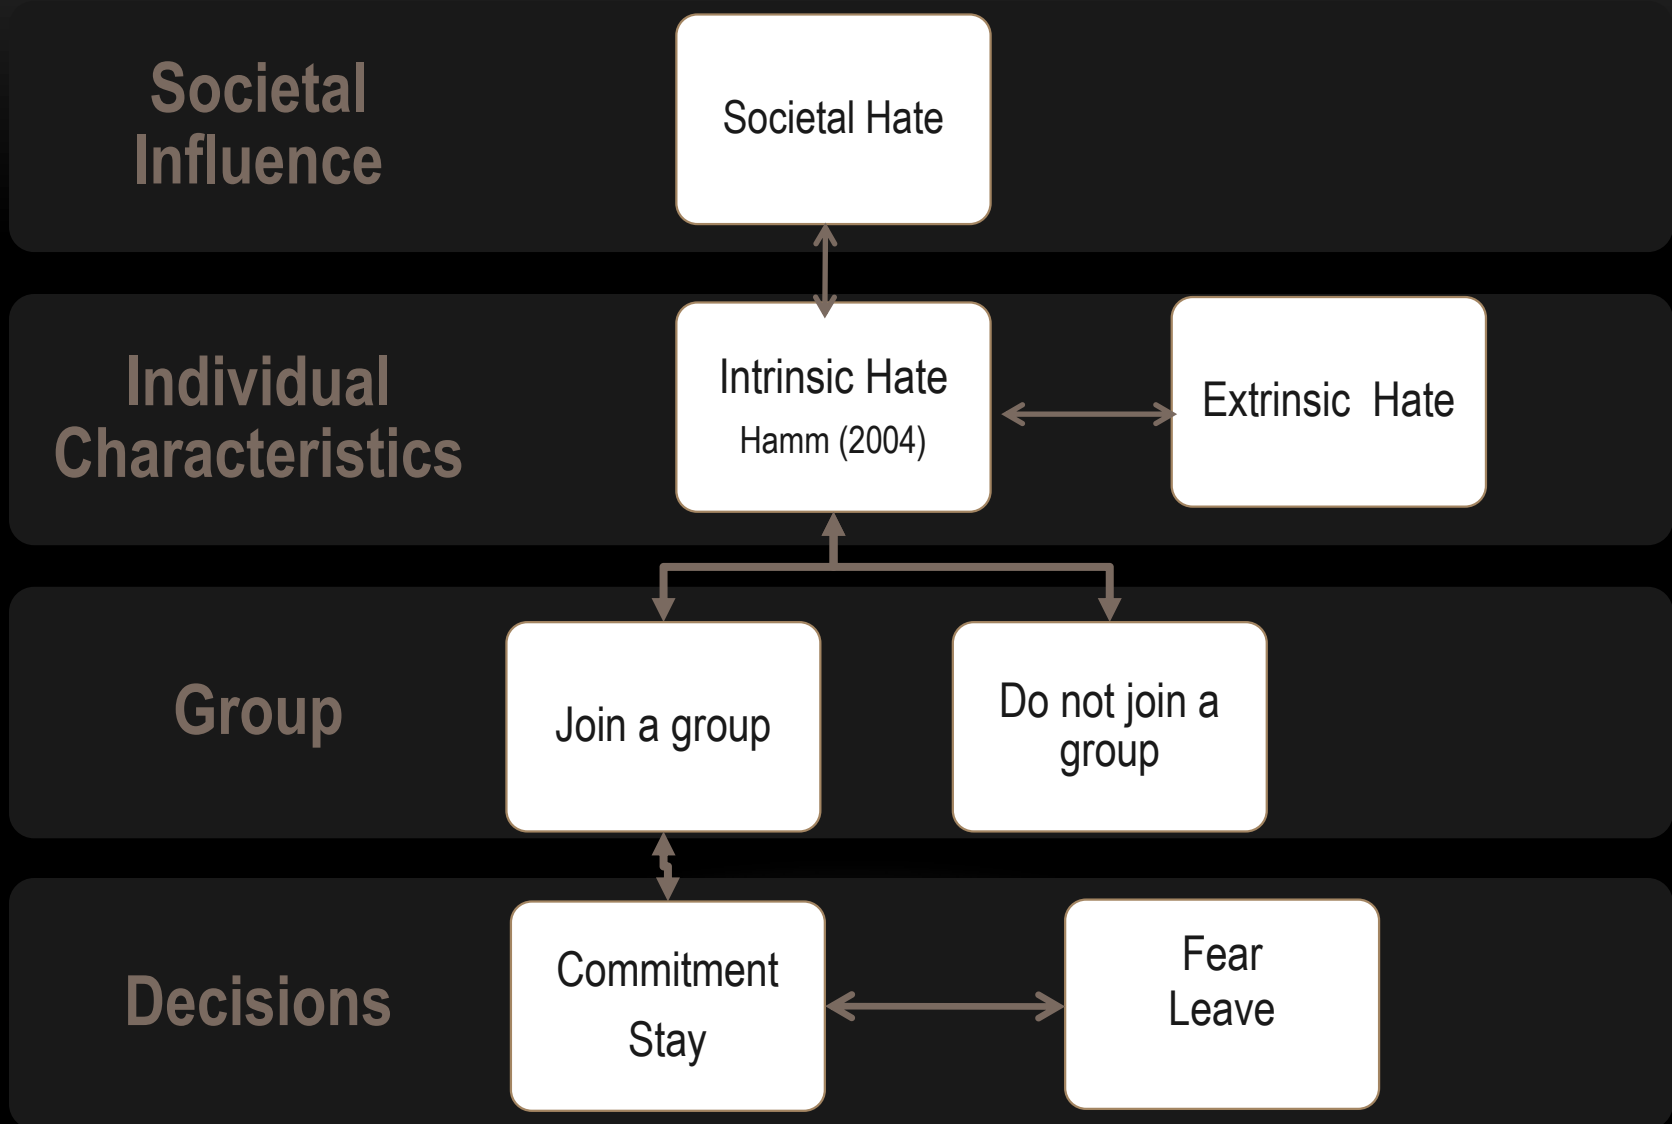 Societal
Influence
Societal Hate
Individual
Characteristics
Intrinsic Hate
Hamm (2004)
Extrinsic  Hate
Group
Join a group
Do not join a
group
Decisions
Commitment
Stay
Fear
Leave